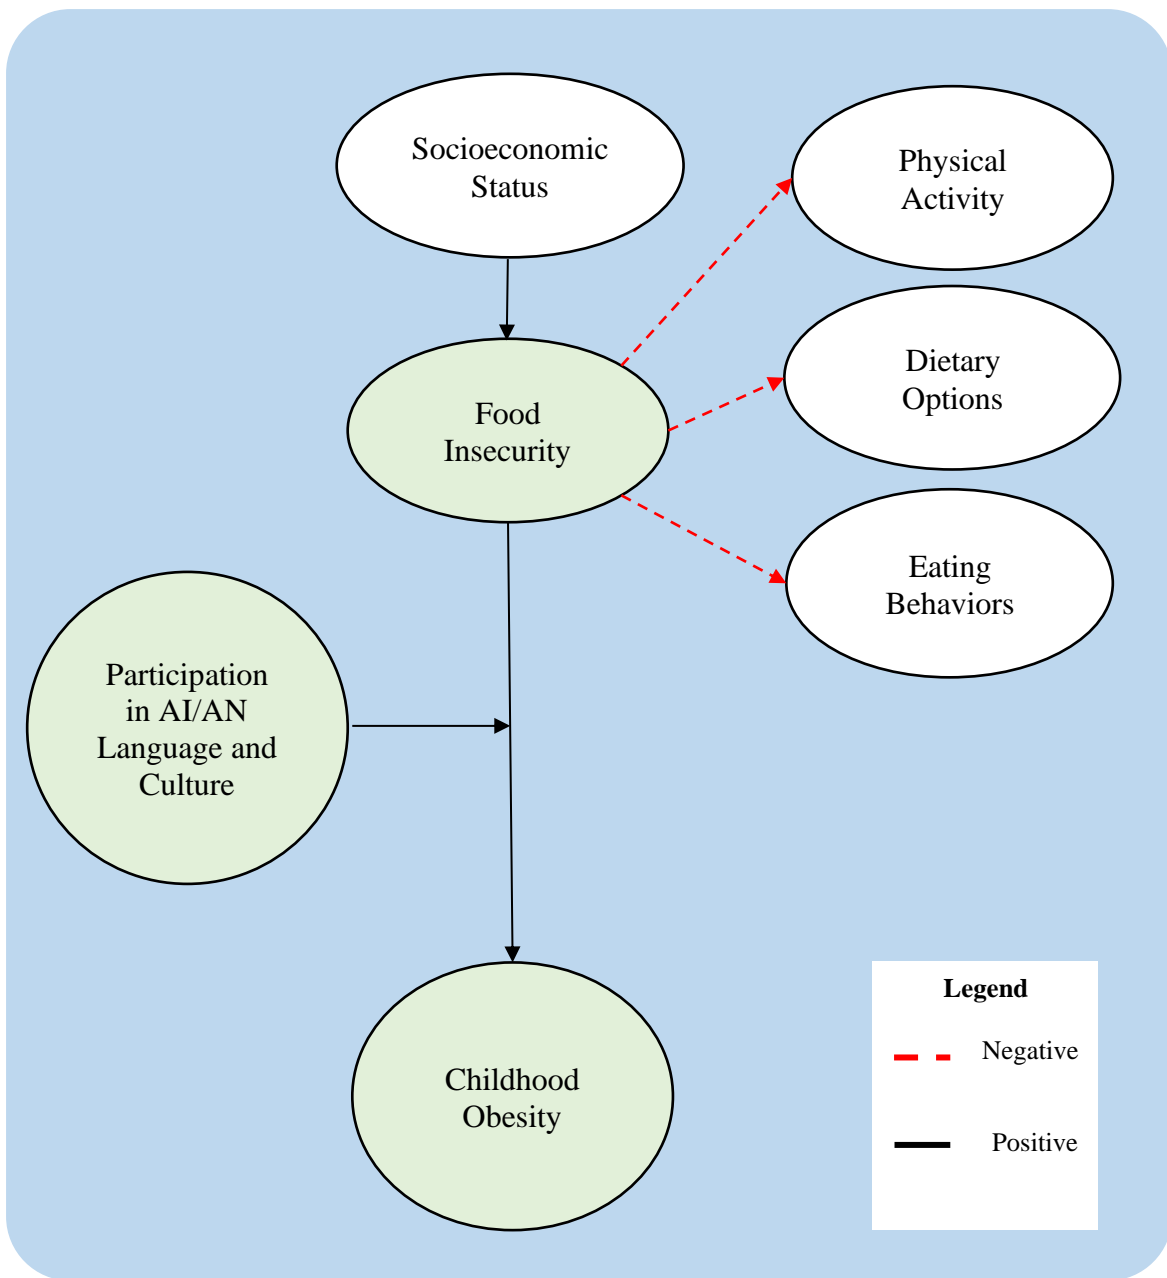 Socioeconomic
Status
Physical
Activity
Dietary
Options
Food
Insecurity
Eating
Behaviors
Participation
in AI/AN
Language and
Culture
Childhood
Obesity
Legend
Negative
Positive